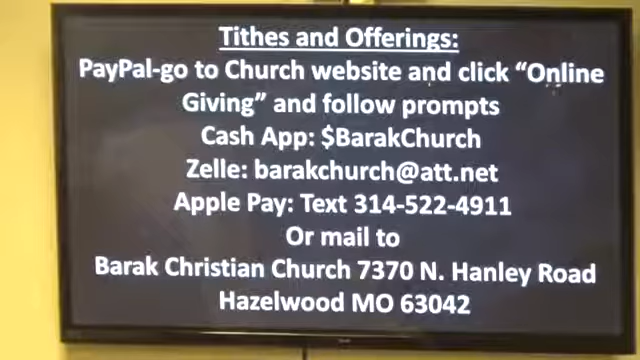 Tithes and Offerings:
PayPal-go to Church website and click “Online
Giving” and follow prompts
Cash App: $BarakChurch
Zelle: barakchurch@att.net
Apple Pay: Text 314-522-4911
Or mail to
Barak Christian Church 7370 N. Hanley Road
Hazelwood MO 63042